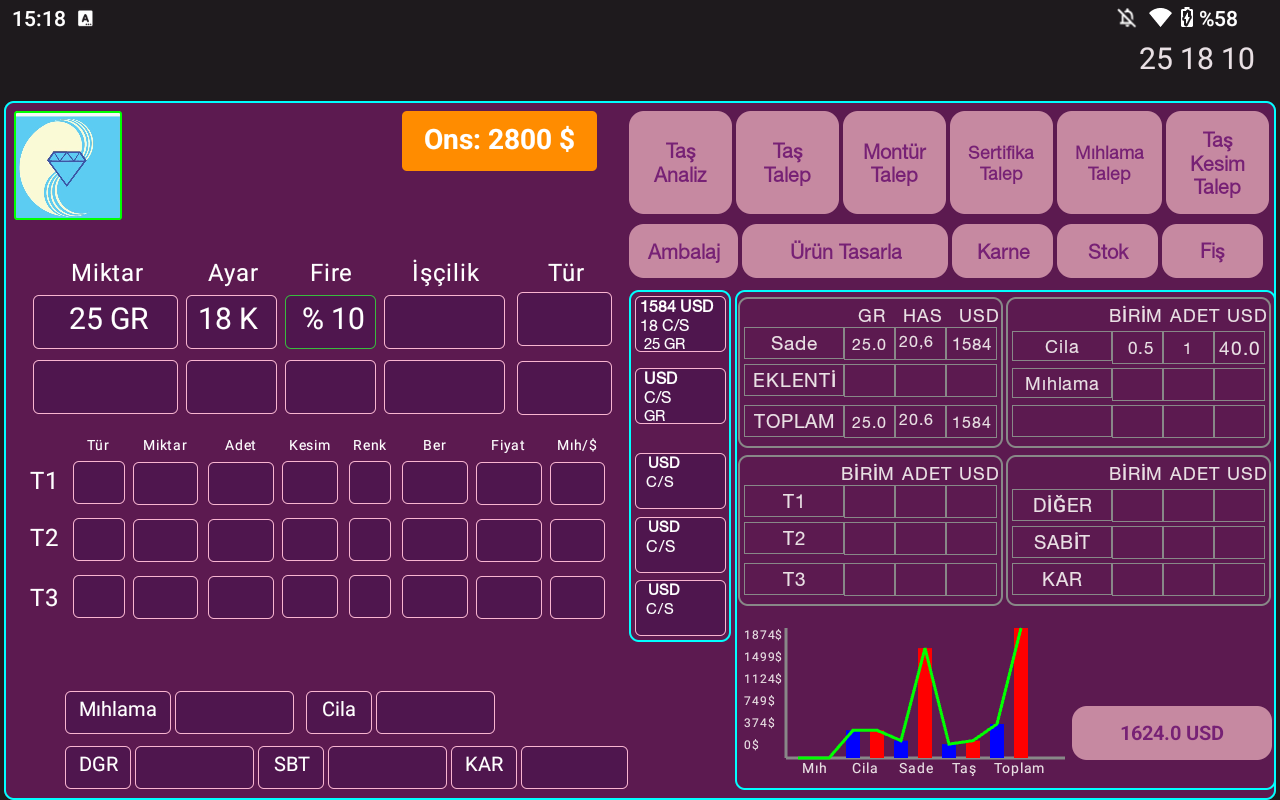 15:18 A %58
25 18 10
Ons: 2800 $
Taş Analiz
Taş Talep
Montür Talep
Sertifika Talep
Mıhlama Talep
Taş Kesim Talep
Ambalaj Ürün Tasarla Karne Stok Fiş
Miktar Ayar Fire İşçilik Tür
25 GR 18 K % 10
Tür Miktar Adet Kesim Renk Ber Fiyat Mıh/$
T1
T2
T3
Mıhlama Cila
DGR SBT KAR
1584 USD
18 C/S
25 GR
USD
C/S
GR
USD
C/S
USD
C/S
USD
C/S
GR HAS USD
Sade 25.0 20,6 1584
EKLENTİ
TOPLAM 25.0 20.6 1584
BİRİM ADET USD
Cila 0.5 1 40.0
Mıhlama
BİRİM ADET USD
T1
T2
T3
BİRİM ADET USD
DİĞER
SABİT
KAR
1874$
1499$
1124$
749$
374$
0$
Mıh Cila Sade Taş Toplam
1624.0 USD